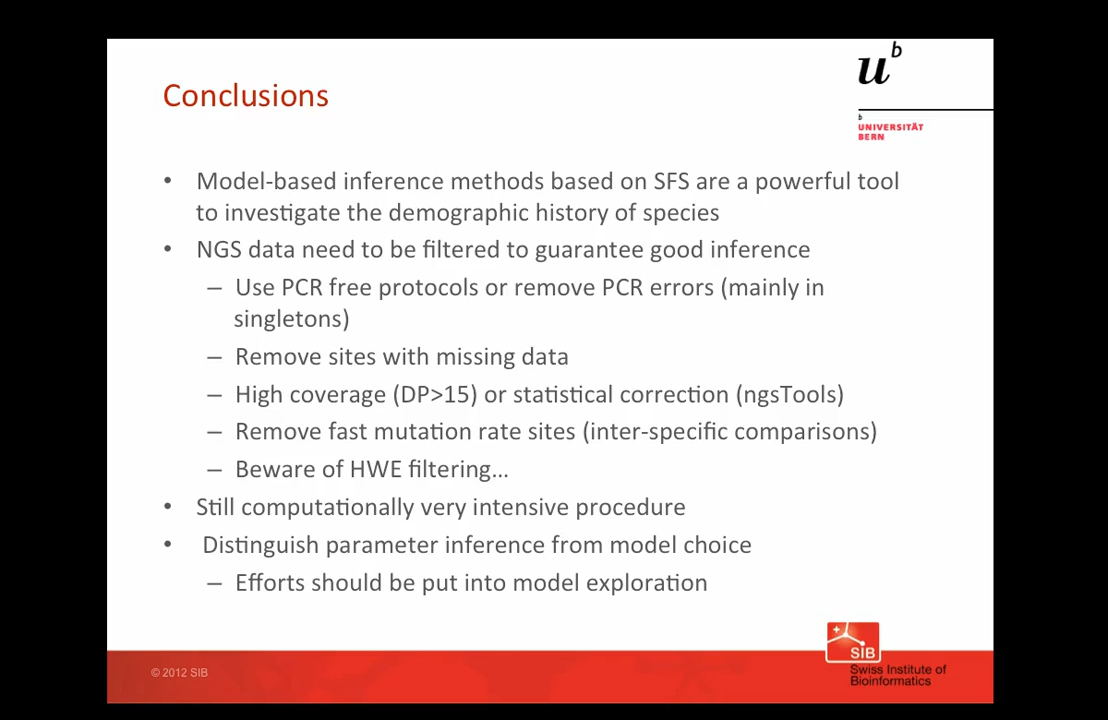 u^b
Conclusions
b
UNIVERSITÄT
BERN
• Model-based inference methods based on SFS are a powerful tool
to investigate the demographic history of species
• NGS data need to be filtered to guarantee good inference
– Use PCR free protocols or remove PCR errors (mainly in
singletons)
– Remove sites with missing data
– High coverage (DP>15) or statistical correction (ngsTools)
– Remove fast mutation rate sites (inter-specific comparisons)
– Beware of HWE filtering…
• Still computationally very intensive procedure
• Distinguish parameter inference from model choice
– Efforts should be put into model exploration
SIB
Swiss Institute of
Bioinformatics
© 2012 SIB